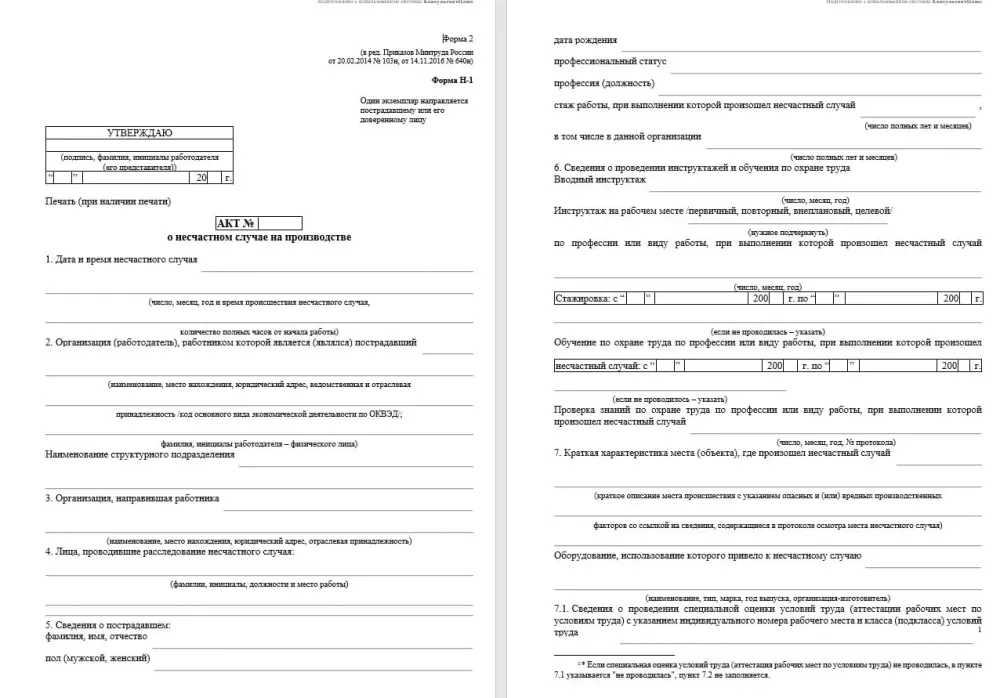 Подготовлено с использованием системы КонсультантПлюс
Форма 2
(в ред. Приказов Минтруда России
от 20.02.2014 № 103н, от 14.11.2016 № 640н)
Форма Н-1
Один экземпляр направляется
пострадавшему или его
доверенному лицу
УТВЕРЖДАЮ
(подпись, фамилия, инициалы работодателя
(его представителя))
“ ” 20 г.
Печать (при наличии печати)
АКТ №
о несчастном случае на производстве
1. Дата и время несчастного случая
(число, месяц, год и время происшествия несчастного случая,
количество полных часов от начала работы)
2. Организация (работодатель), работником которой является (являлся) пострадавший
(наименование, место нахождения, юридический адрес, ведомственная и отраслевая
принадлежность /код основного вида экономической деятельности по ОКВЭД/;
фамилия, инициалы работодателя – физического лица)
Наименование структурного подразделения
3. Организация, направившая работника
(наименование, место нахождения, юридический адрес, отраслевая принадлежность)
4. Лица, проводившие расследование несчастного случая:
(фамилии, инициалы, должности и место работы)
5. Сведения о пострадавшем:
фамилия, имя, отчество
пол (мужской, женский)
Подготовлено с использованием системы КонсультантПлюс
дата рождения
профессиональный статус
профессия (должность)
стаж работы, при выполнении которой произошел несчастный случай ,
(число полных лет и месяцев)
в том числе в данной организации
(число полных лет и месяцев)
6. Сведения о проведении инструктажей и обучения по охране труда
Вводный инструктаж
(число, месяц, год)
Инструктаж на рабочем месте /первичный, повторный, внеплановый, целевой/
(нужное подчеркнуть)
по профессии или виду работы, при выполнении которой произошел несчастный случай
(число, месяц, год)
Стажировка: с “ ” 200 г. по “ ” 200 г.
(если не проводилась – указать)
Обучение по охране труда по профессии или виду работы, при выполнении которой произошел
несчастный случай: с “ ” 200 г. по “ ” 200 г.
(если не проводилось – указать)
Проверка знаний по охране труда по профессии или виду работы, при выполнении которой
произошел несчастный случай
(число, месяц, год, № протокола)
7. Краткая характеристика места (объекта), где произошел несчастный случай
(краткое описание места происшествия с указанием опасных и (или) вредных производственных
факторов со ссылкой на сведения, содержащиеся в протоколе осмотра места несчастного случая)
Оборудование, использование которого привело к несчастному случаю
(наименование, тип, марка, год выпуска, организация-изготовитель)
7.1. Сведения о проведении специальной оценки условий труда (аттестации рабочих мест по
условиям труда) с указанием индивидуального номера рабочего места и класса (подкласса) условий
труда 1
1 * Если специальная оценка условий труда (аттестация рабочих мест по условиям труда) не проводилась, в пункте
7.1 указывается "не проводилась", пункт 7.2 не заполняется.